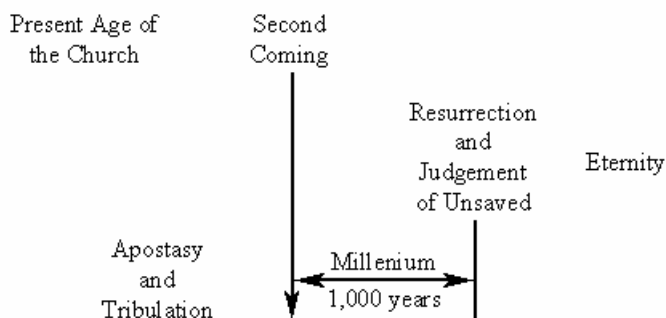 Present Age of
the Church
Second
Coming
Resurrection
and
Judgement
of Unsaved
Eternity
Apostasy
and
Tribulation
Millenium
1,000 years